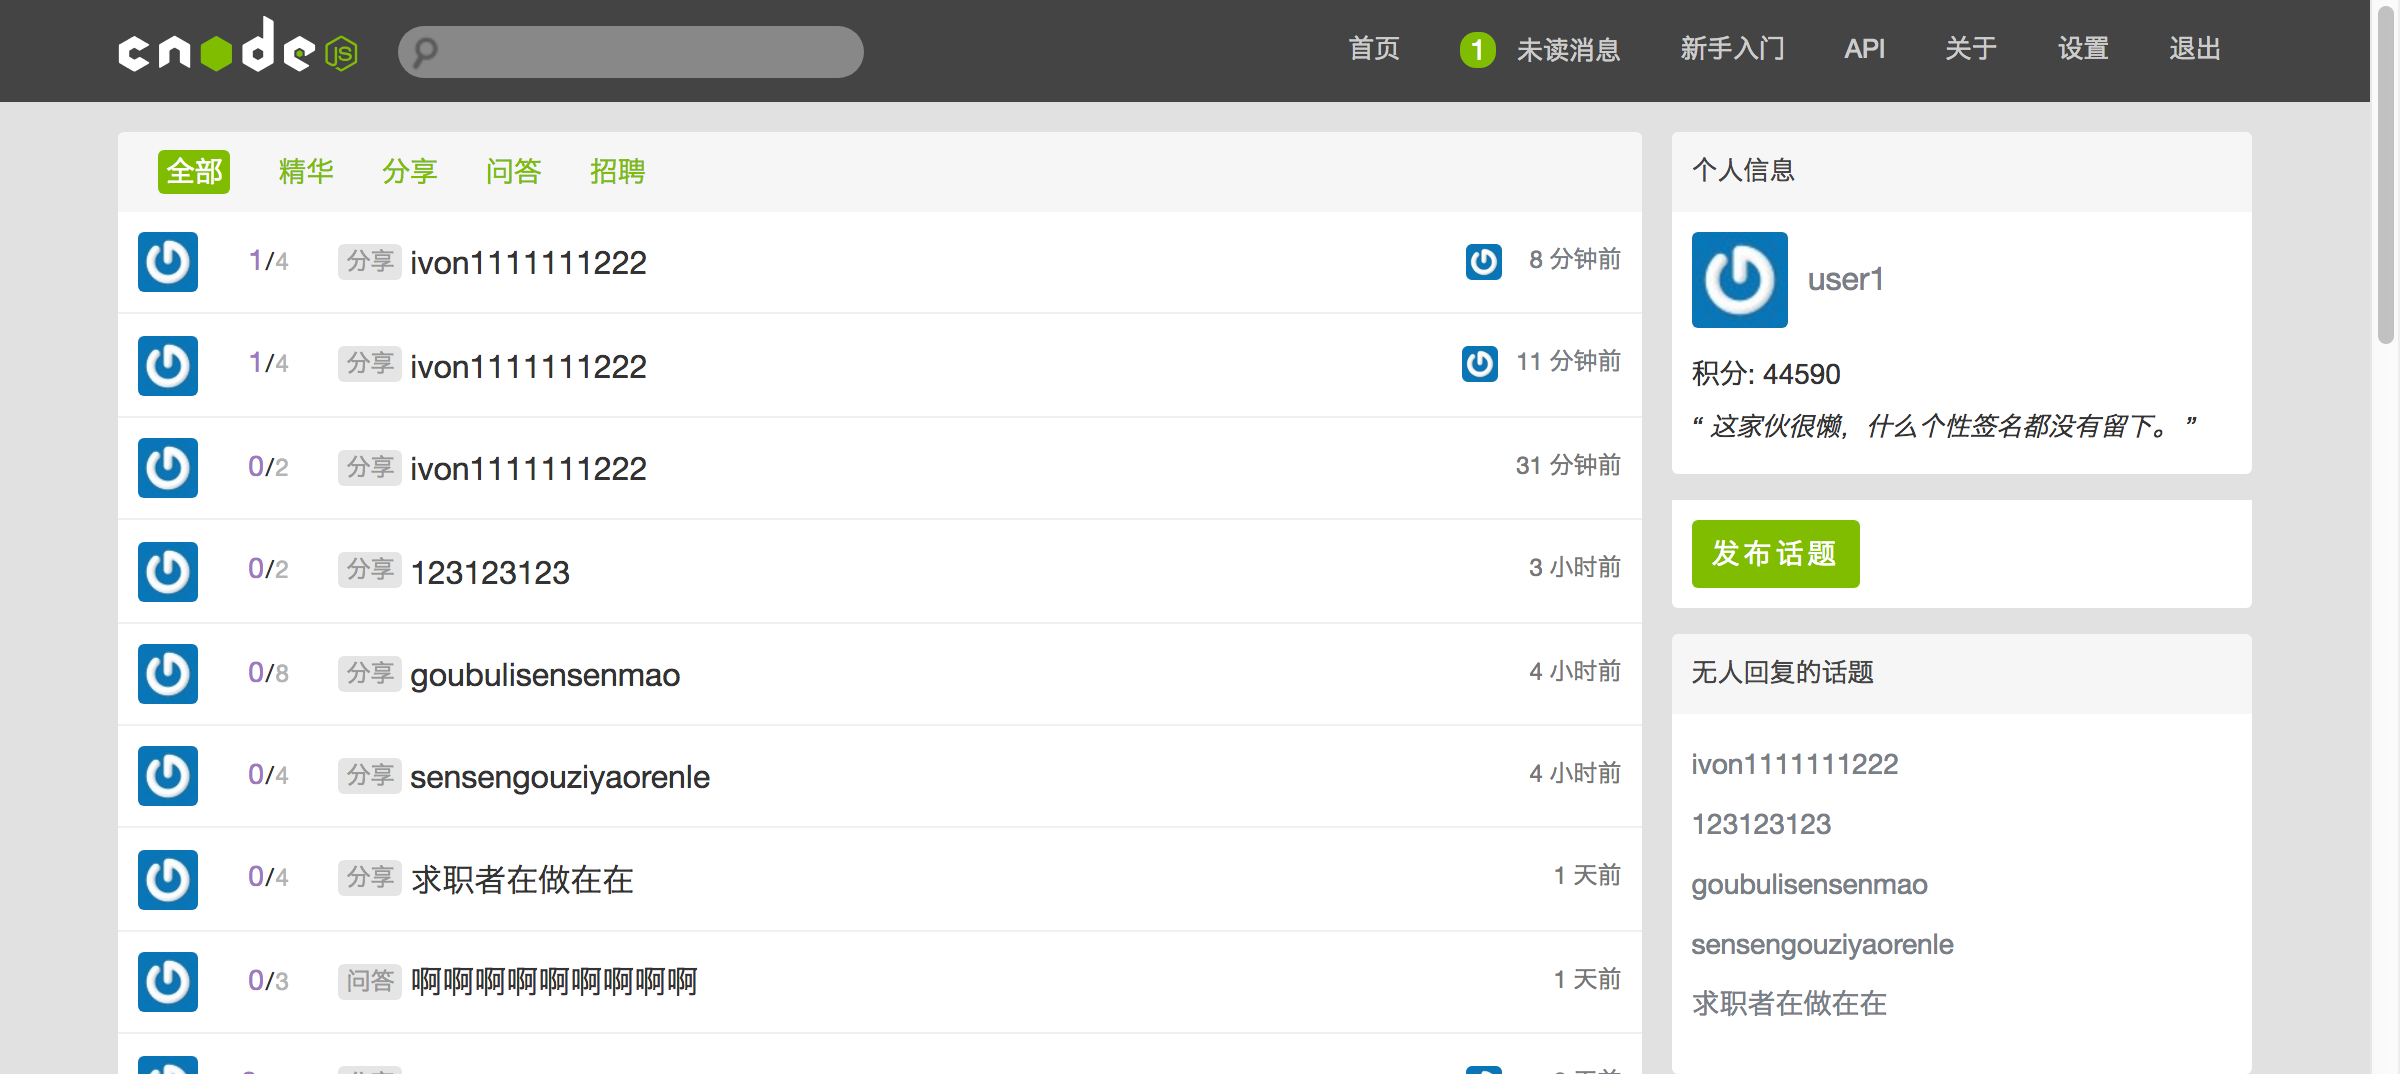 cnode JS
首页 1 未读消息 新手入门 API 关于 设置 退出
全部 精华 分享 问答 招聘
1/4 分享 ivon1111111222 8 分钟前
1/4 分享 ivon1111111222 11 分钟前
0/2 分享 ivon1111111222 31 分钟前
0/2 分享 123123123 3 小时前
0/8 分享 goubulisensenmao 4 小时前
0/4 分享 sensengouziyaorenle 4 小时前
0/4 分享 求职者在做在在 1 天前
0/3 问答 啊啊啊啊啊啊啊啊啊 1 天前
个人信息
user1
积分: 44590
“ 这家伙很懒，什么个性签名都没有留下。 ”
发布话题
无人回复的话题
ivon1111111222
123123123
goubulisensenmao
sensengouziyaorenle
求职者在做在在